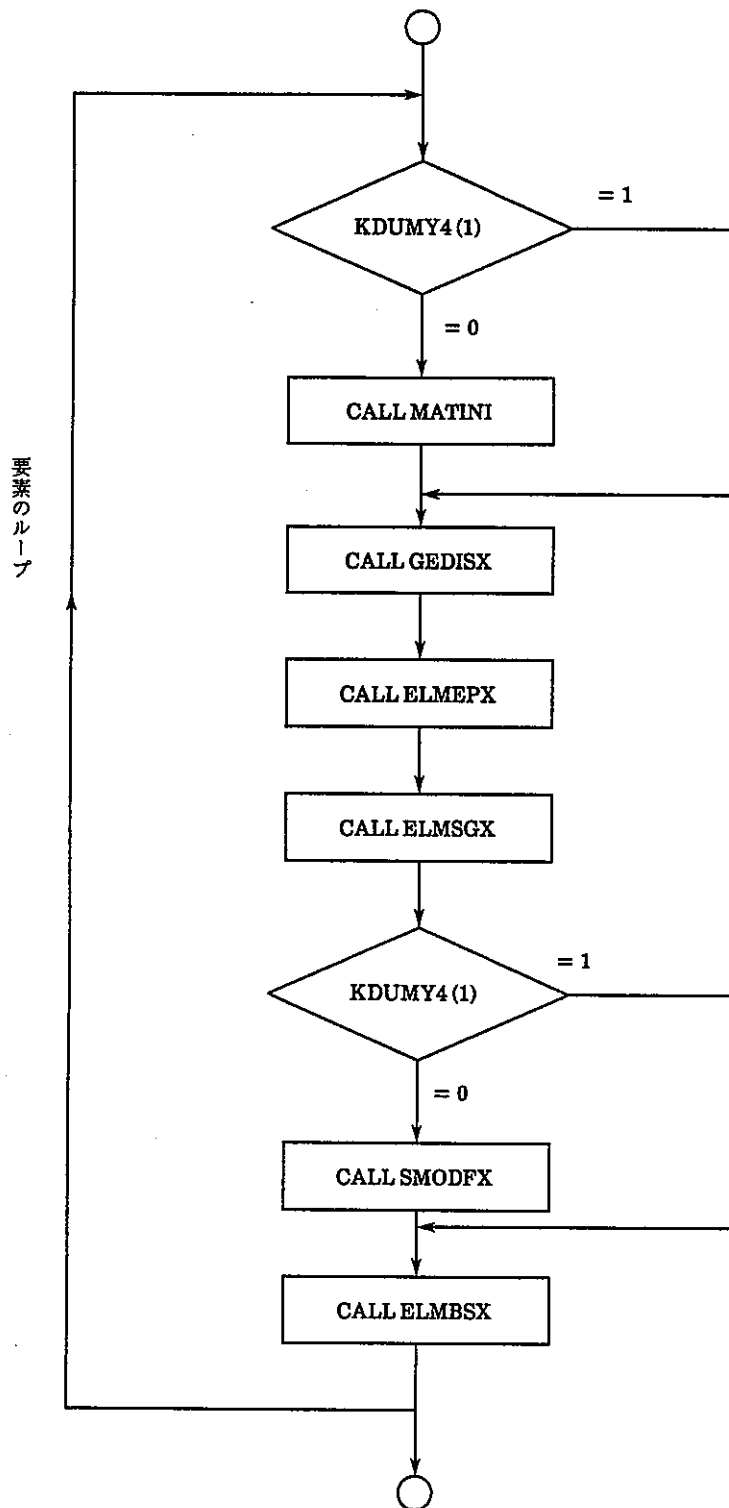 KDUMY4 (1)
= 1
= 0
CALL MATINI
要素のループ
CALL GEDISX
CALL ELMEPX
CALL ELMSGX
KDUMY4 (1)
= 1
= 0
CALL SMODFX
CALL ELMBSX